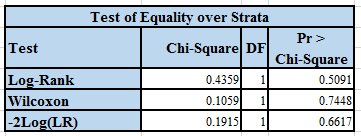 Test of Equality over Strata
Test Chi-Square DF Pr >
Chi-Square
Log-Rank 0.4359 1 0.5091
Wilcoxon 0.1059 1 0.7448
-2Log(LR) 0.1915 1 0.6617